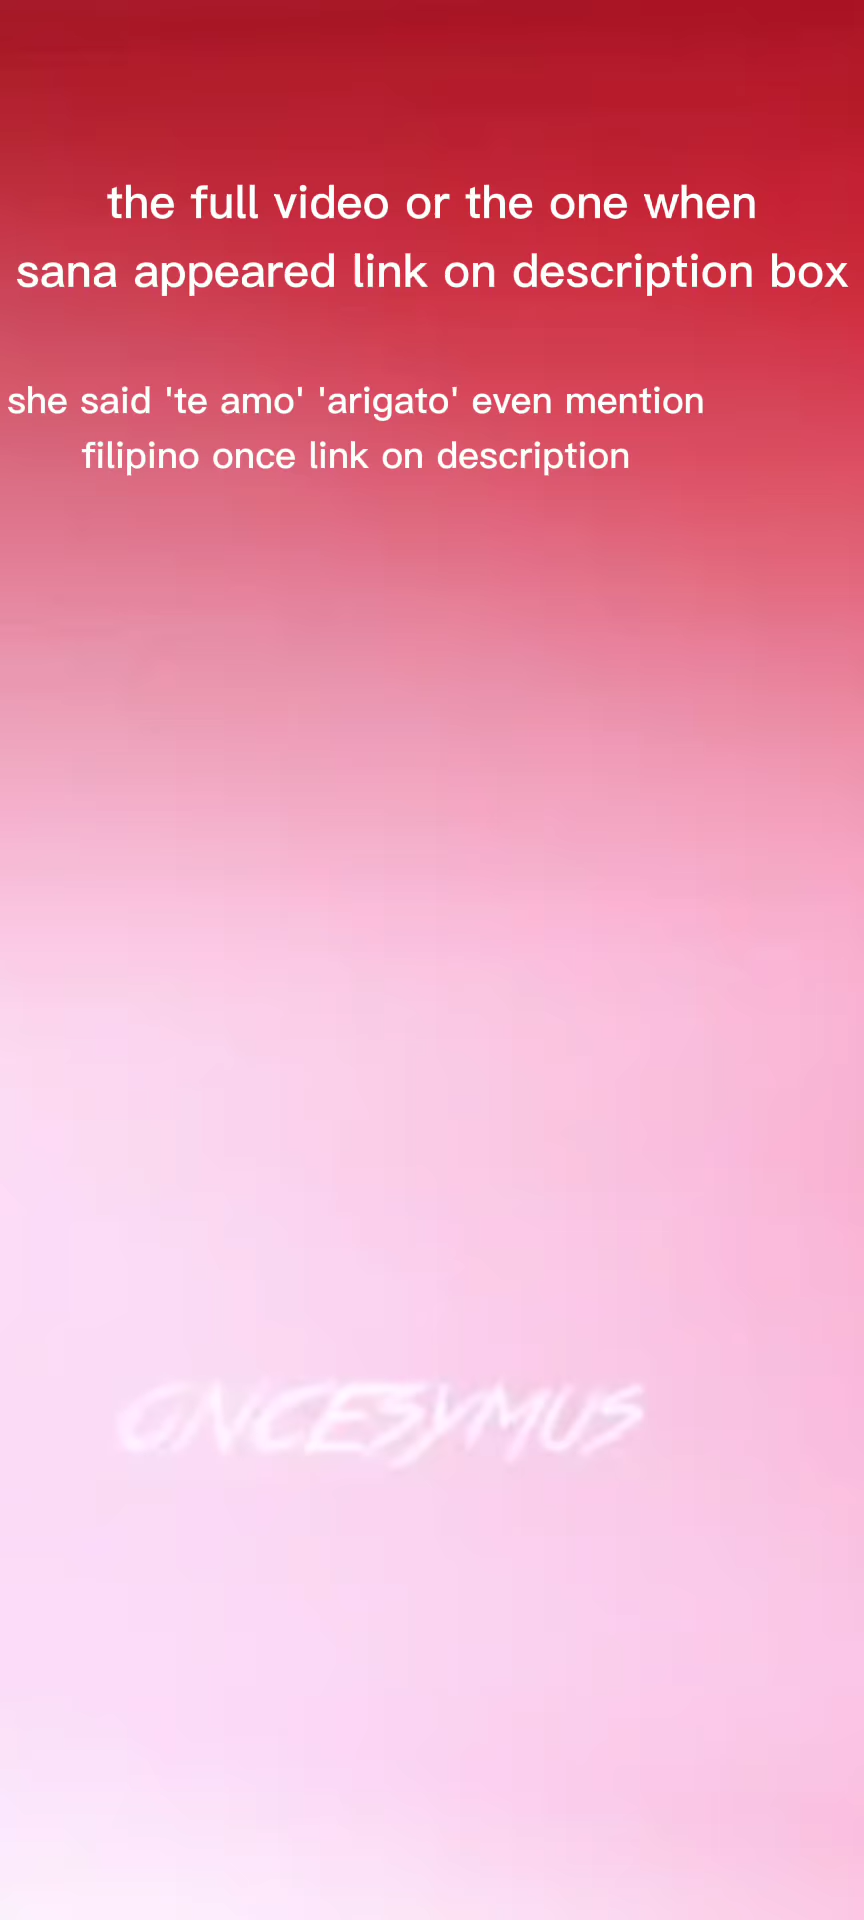 the full video or the one when
sana appeared link on description box
she said 'te amo' 'arigato' even mention
filipino once link on description
ONCESYMUS